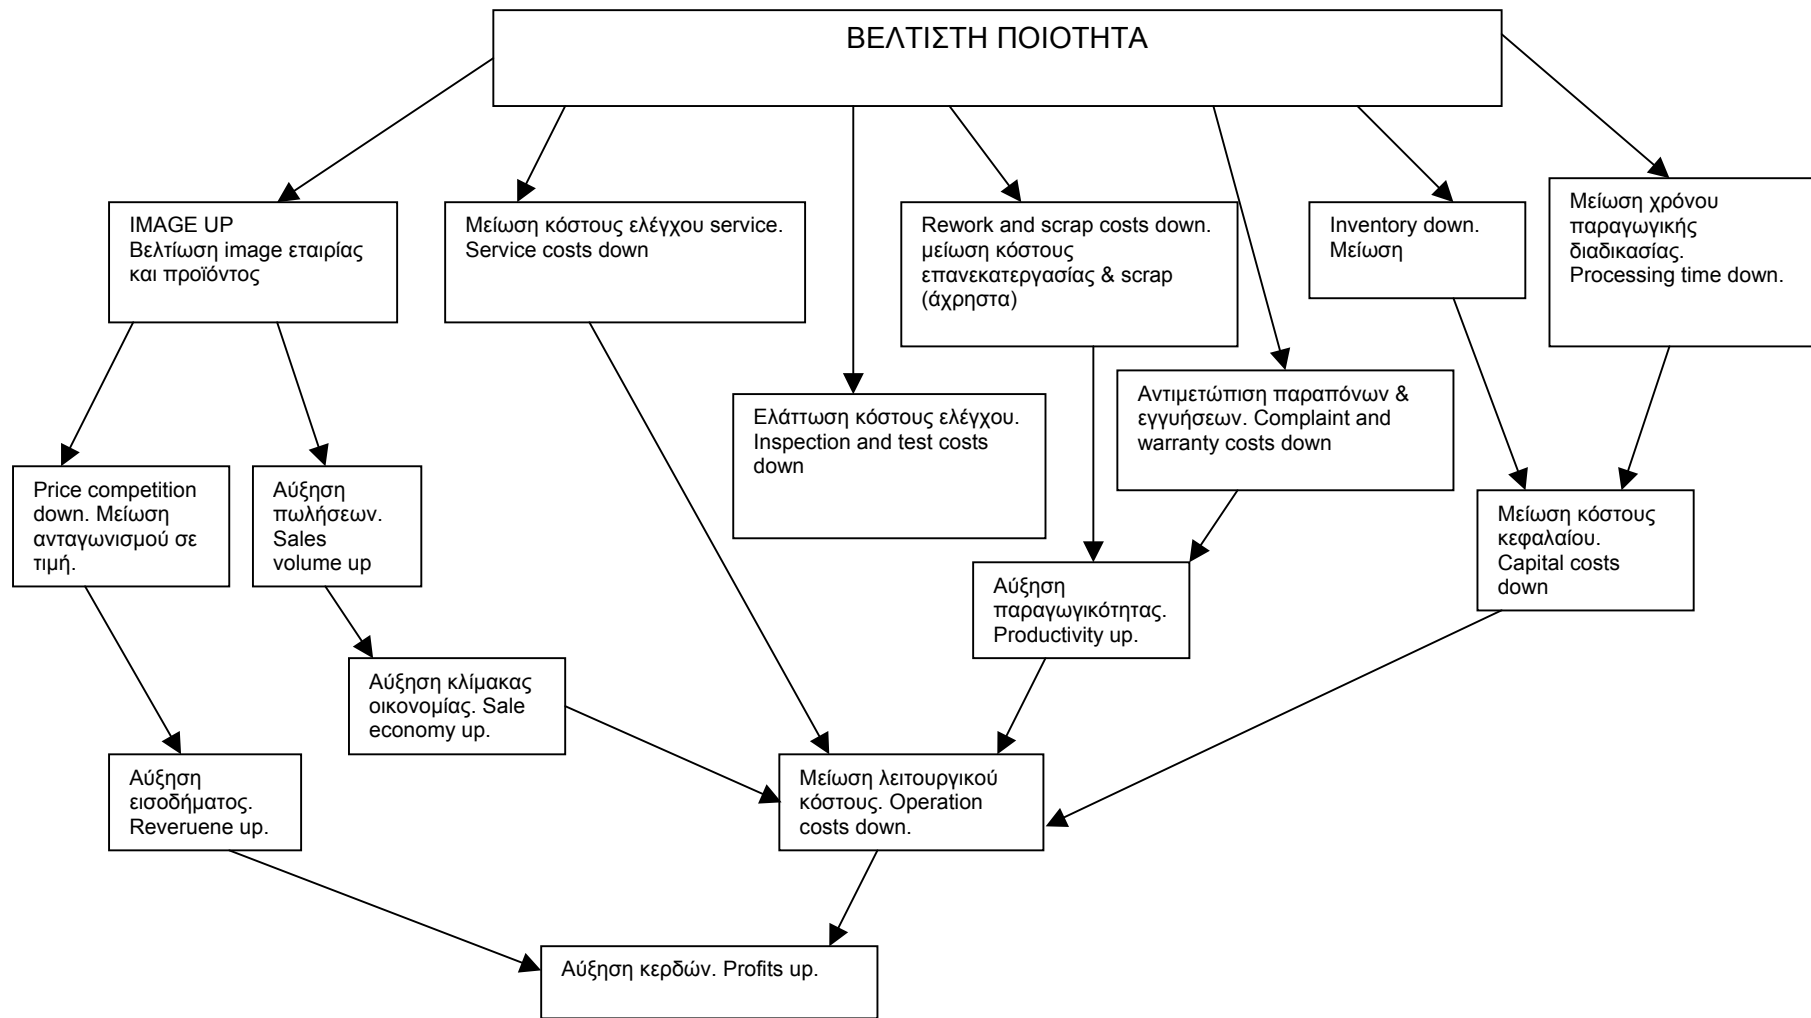 ΒΕΛΤΙΣΤΗ ΠΟΙΟΤΗΤΑ
IMAGE UP
Βελτίωση image εταιρίας
και προϊόντος
Μείωση κόστους ελέγχου service.
Service costs down
Rework and scrap costs down.
μείωση κόστους
επανεκατεργασίας & scrap
(άχρηστα)
Inventory down.
Μείωση
Μείωση χρόνου
παραγωγικής
διαδικασίας.
Processing time down.
Ελάττωση κόστους ελέγχου.
Inspection and test costs
down
Αντιμετώπιση παραπόνων &
εγγυήσεων. Complaint and
warranty costs down
Price competition
down. Μείωση
ανταγωνισμού σε
τιμή.
Αύξηση
πωλήσεων.
Sales
volume up
Μείωση κόστους
κεφαλαίου.
Capital costs
down
Αύξηση
παραγωγικότητας.
Productivity up.
Αύξηση κλίμακας
οικονομίας. Sale
economy up.
Αύξηση
εισοδήματος.
Reveruene up.
Μείωση λειτουργικού
κόστους. Operation
costs down.
Αύξηση κερδών. Profits up.